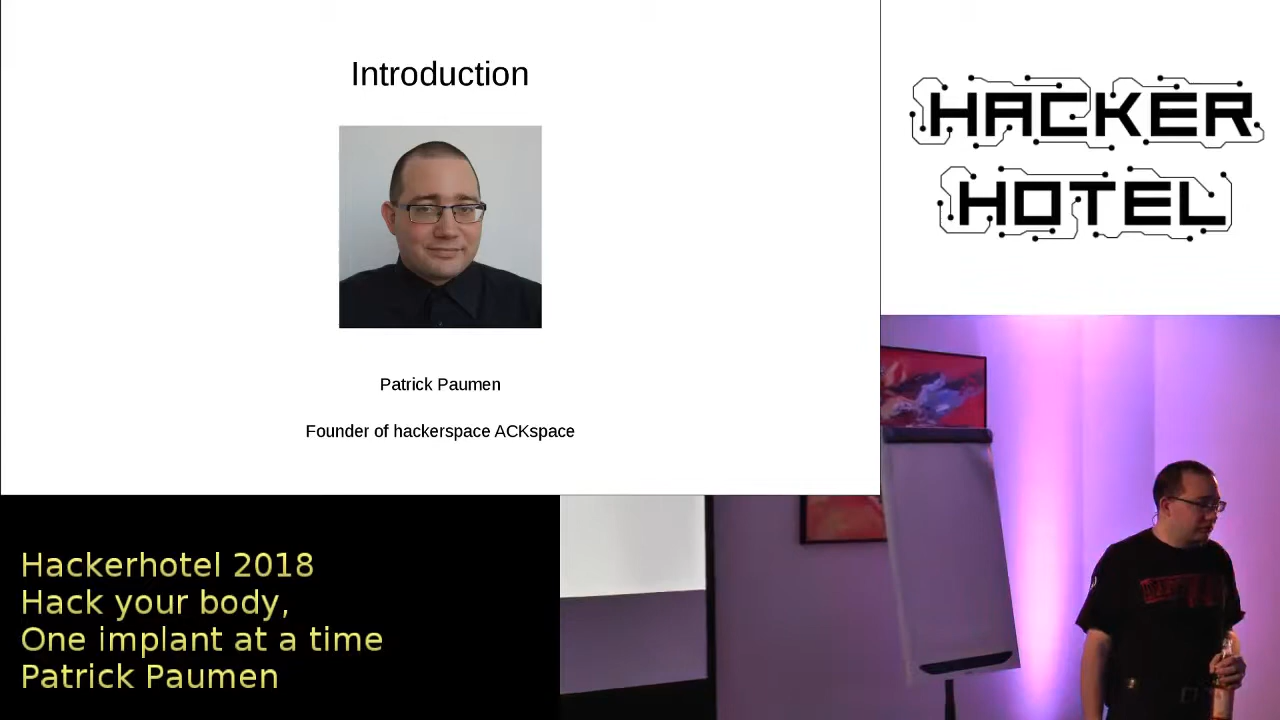 Introduction
Patrick Paumen
Founder of hackerspace ACKspace
HACKER
HOTEL
Hackerhotel 2018
Hack your body,
One implant at a time
Patrick Paumen